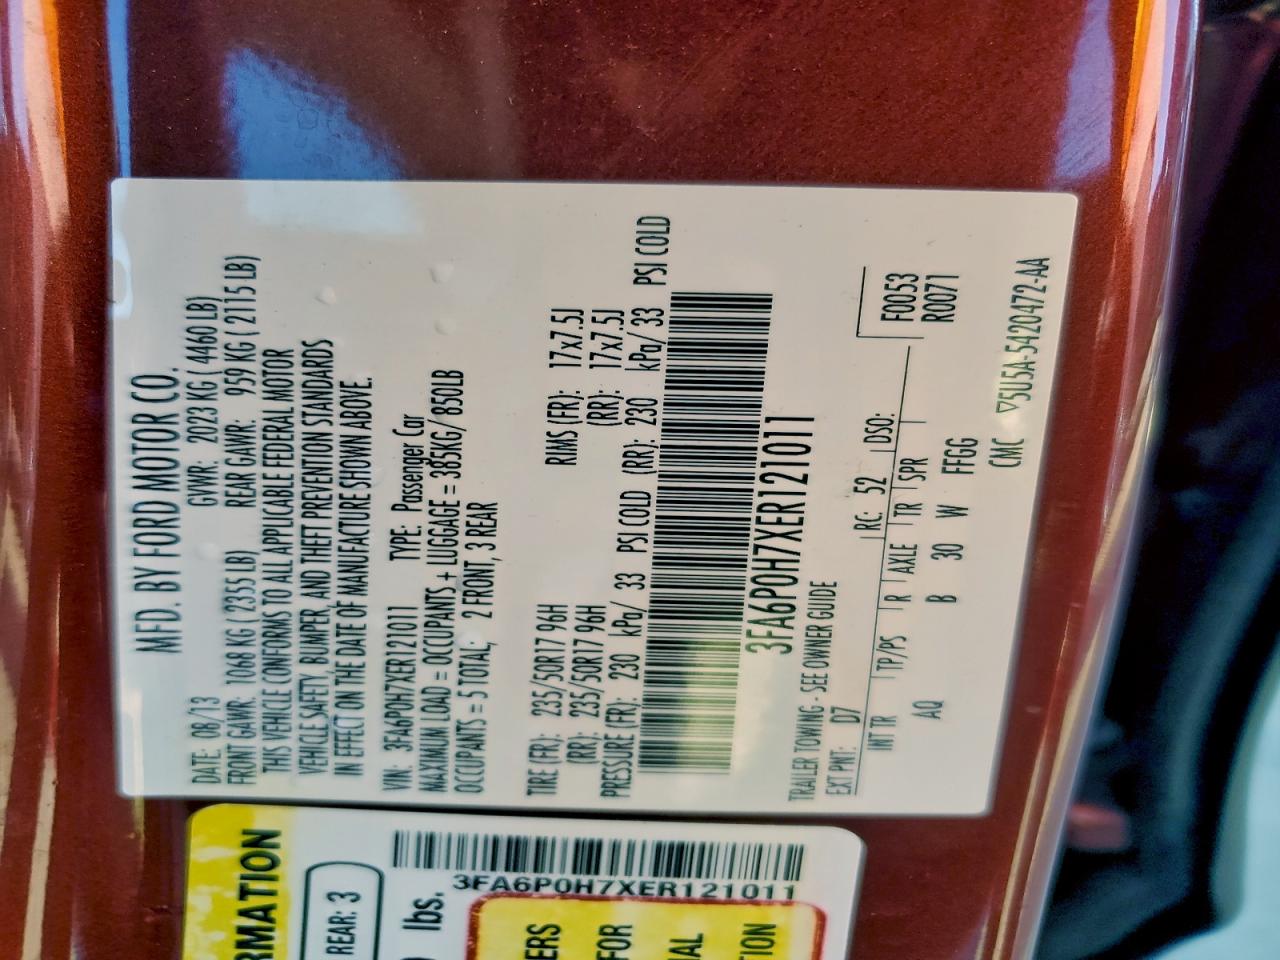 MFD. BY FORD MOTOR CO.
DATE: 08/13 GVWR: 2023 KG ( 4460 LB)
FRONT GAWR: 1068 KG ( 2355 LB) REAR GAWR: 959 KG ( 2115 LB)
THIS VEHICLE CONFORMS TO ALL APPLICABLE FEDERAL MOTOR
VEHICLE SAFETY, BUMPER, AND THEFT PREVENTION STANDARDS
IN EFFECT ON THE DATE OF MANUFACTURE SHOWN ABOVE.
VIN: 3FA6P0H7XER121011 TYPE: Passenger Car
MAXIMUM LOAD = OCCUPANTS + LUGGAGE = 385KG/ 850LB
OCCUPANTS = 5 TOTAL, 2 FRONT, 3 REAR
TIRE (FR): 235/50R17 96H RIMS (FR): 17x7.5J
(RR): 235/50R17 96H (RR): 17x7.5J
PRESSURE (FR): 230 kPa/ 33 PSI COLD (RR): 230 kPa/ 33 PSI COLD
3FA6P0H7XER121011
TRAILER TOWING - SEE OWNER GUIDE
EXT PNT: D7 RC: 52 DSO:
F0053
R0071
INT TR TP/PS R AXLE TR SPR
AQ B 30 W FFGG
CMC ▽5U5A-5420472-AA
3FA6P0H7XER121011
RMATION
REAR: 3
lbs.
ERS
FOR
IAL
TION